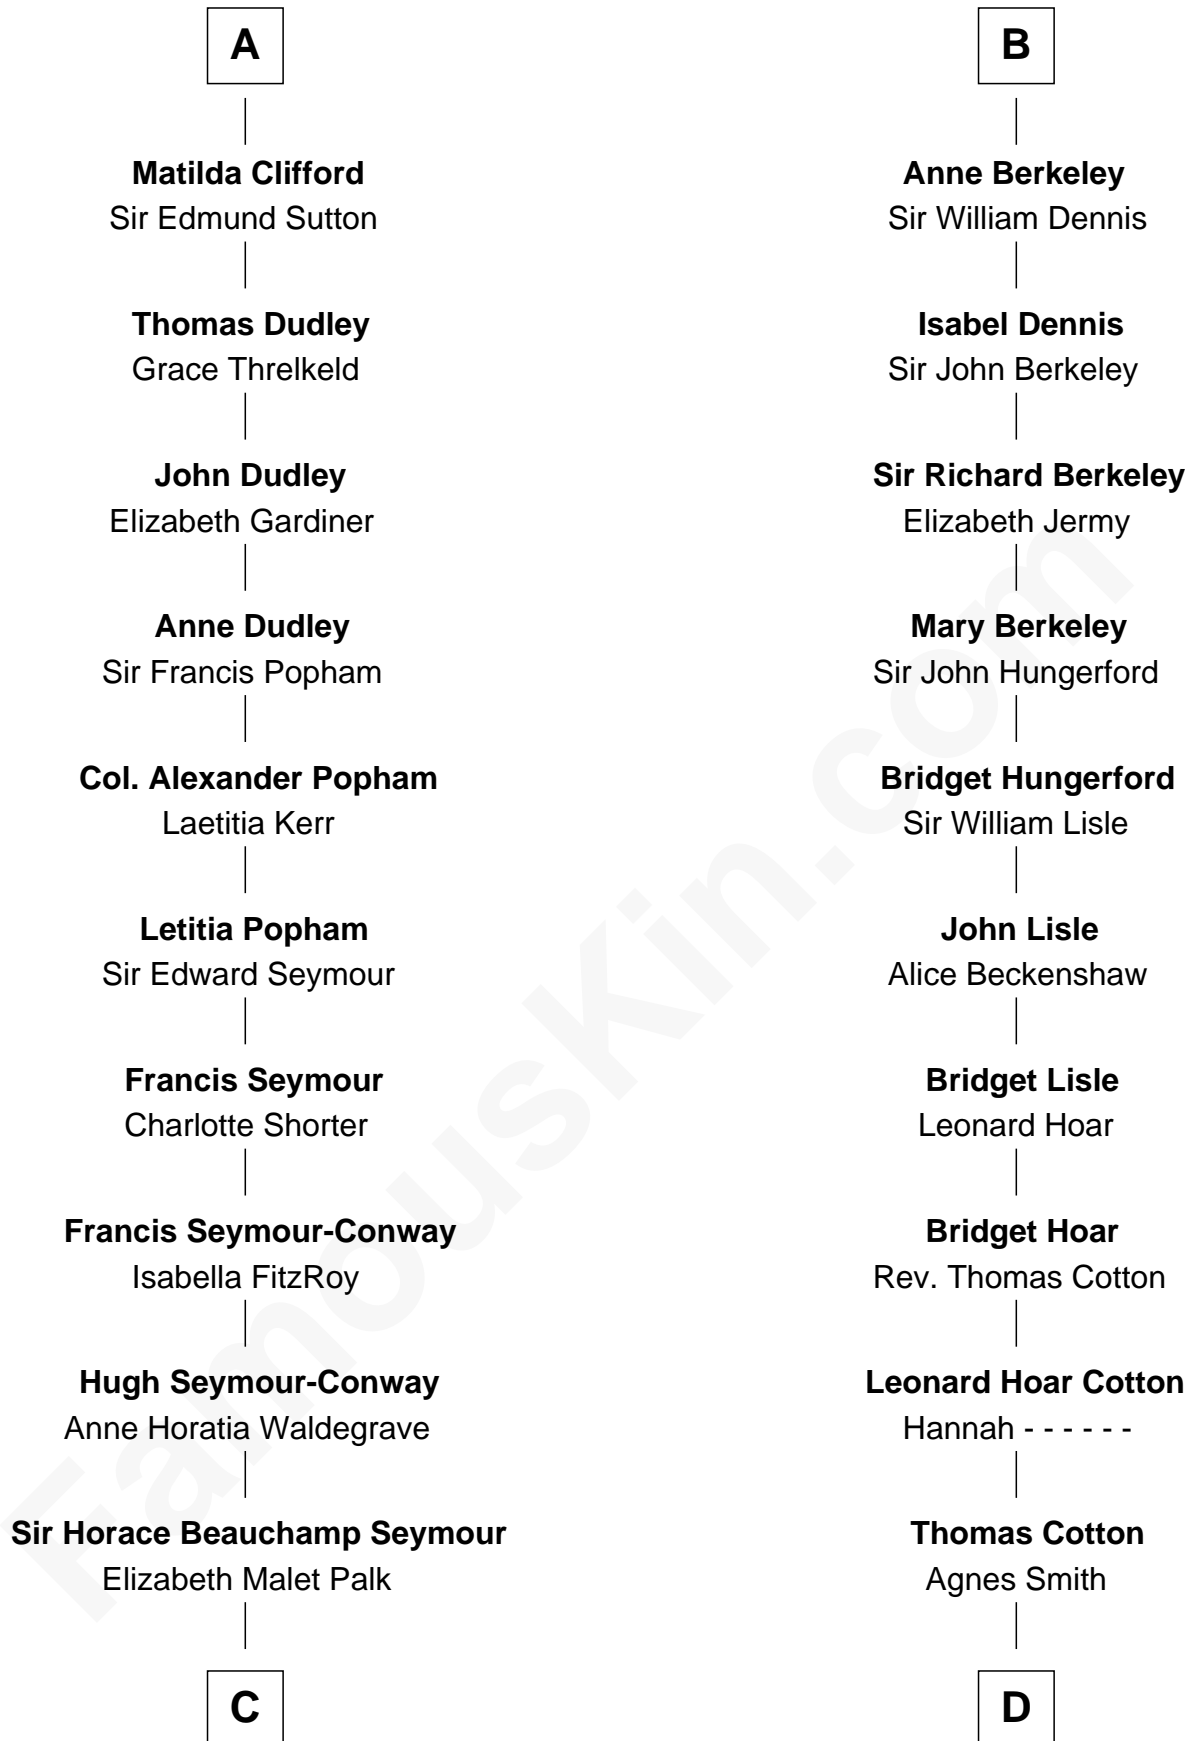 A
Matilda Clifford
Sir Edmund Sutton
Thomas Dudley
Grace Threlkeld
John Dudley
Elizabeth Gardiner
Anne Dudley
Sir Francis Popham
Col. Alexander Popham
Laetitia Kerr
Letitia Popham
Sir Edward Seymour
Francis Seymour
Charlotte Shorter
Francis Seymour-Conway
Isabella FitzRoy
Hugh Seymour-Conway
Anne Horatia Waldegrave
Sir Horace Beauchamp Seymour
Elizabeth Malet Palk
C
B
Anne Berkeley
Sir William Dennis
Isabel Dennis
Sir John Berkeley
Sir Richard Berkeley
Elizabeth Jermy
Mary Berkeley
Sir John Hungerford
Bridget Hungerford
Sir William Lisle
John Lisle
Alice Beckenshaw
Bridget Lisle
Leonard Hoar
Bridget Hoar
Rev. Thomas Cotton
Leonard Hoar Cotton
Hannah - - - - - -
Thomas Cotton
Agnes Smith
D
FamousKin.com